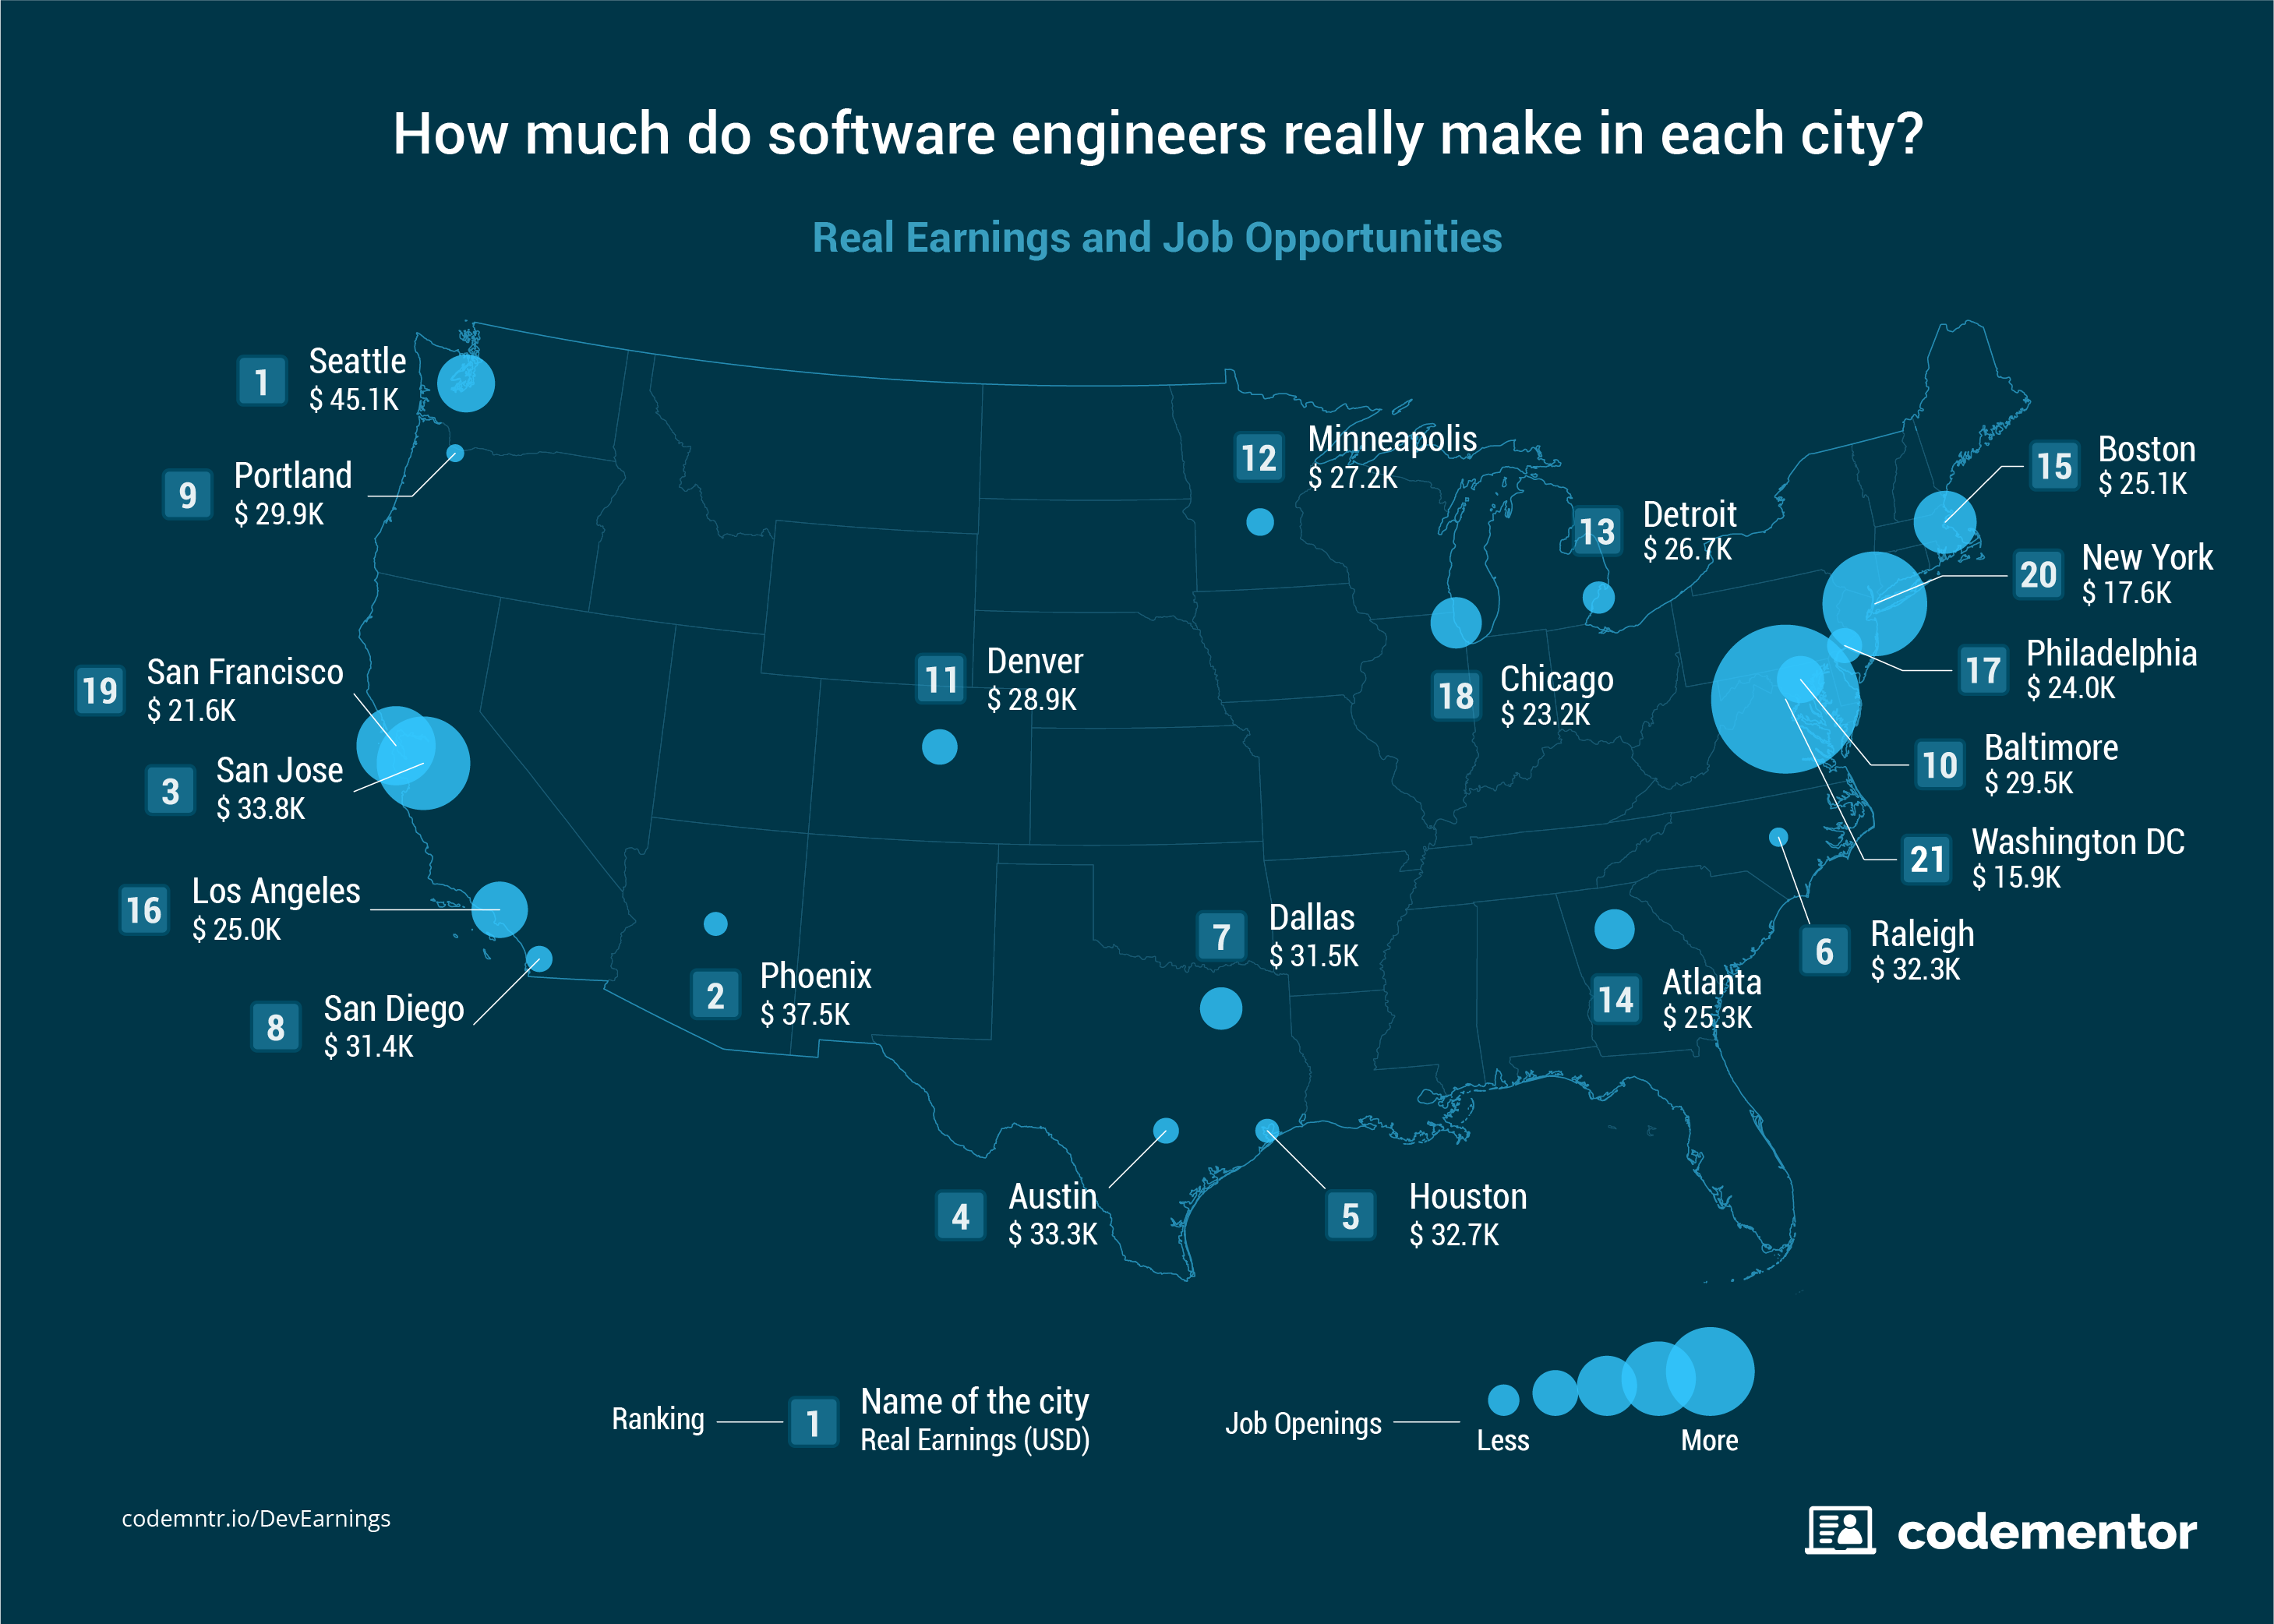 How much do software engineers really make in each city?
Real Earnings and Job Opportunities
1
Seattle
$ 45.1K
9
Portland
$ 29.9K
12
Minneapolis
$ 27.2K
13
Detroit
$ 26.7K
15
Boston
$ 25.1K
20
New York
$ 17.6K
19
San Francisco
$ 21.6K
11
Denver
$ 28.9K
18
Chicago
$ 23.2K
17
Philadelphia
$ 24.0K
3
San Jose
$ 33.8K
10
Baltimore
$ 29.5K
21
Washington DC
$ 15.9K
16
Los Angeles
$ 25.0K
7
Dallas
$ 31.5K
6
Raleigh
$ 32.3K
8
San Diego
$ 31.4K
2
Phoenix
$ 37.5K
14
Atlanta
$ 25.3K
4
Austin
$ 33.3K
5
Houston
$ 32.7K
Ranking
1
Name of the city
Real Earnings (USD)
Job Openings
Less
More
codemntr.io/DevEarnings
codementor